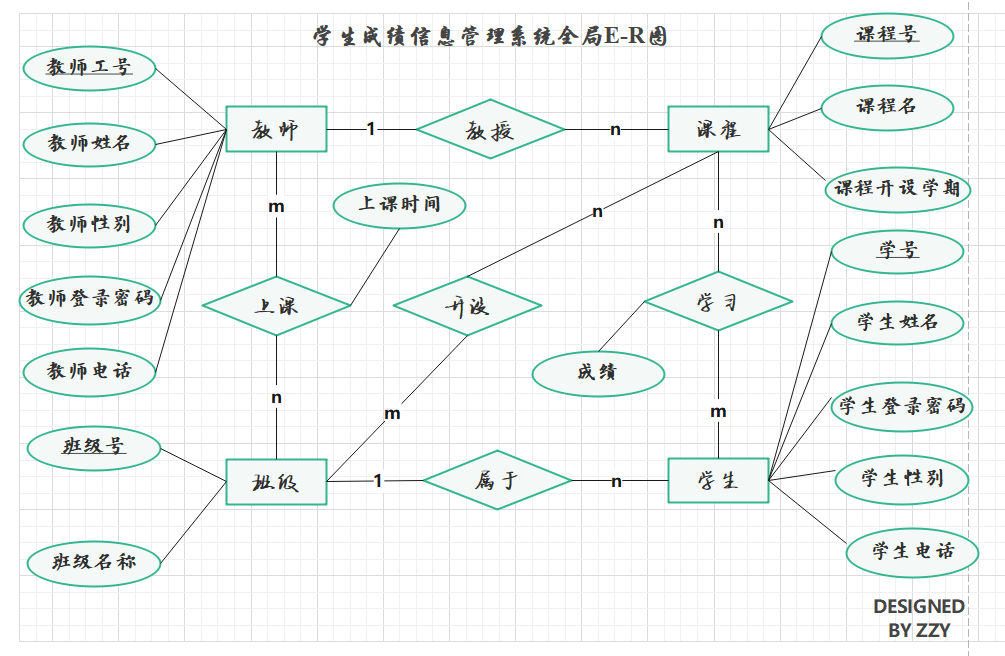 学生成绩信息管理系统全局E-R图
教师工号
教师姓名
教师性别
教师登录密码
教师电话
班级号
班级名称
教师
1
教授
n
课程
课程号
课程名
课程开设学期
m
上课时间
n
n
上课
开设
学习
成绩
n
m
m
班级
1
属于
n
学生
学号
学生姓名
学生登录密码
学生性别
学生电话
DESIGNED
BY ZZY